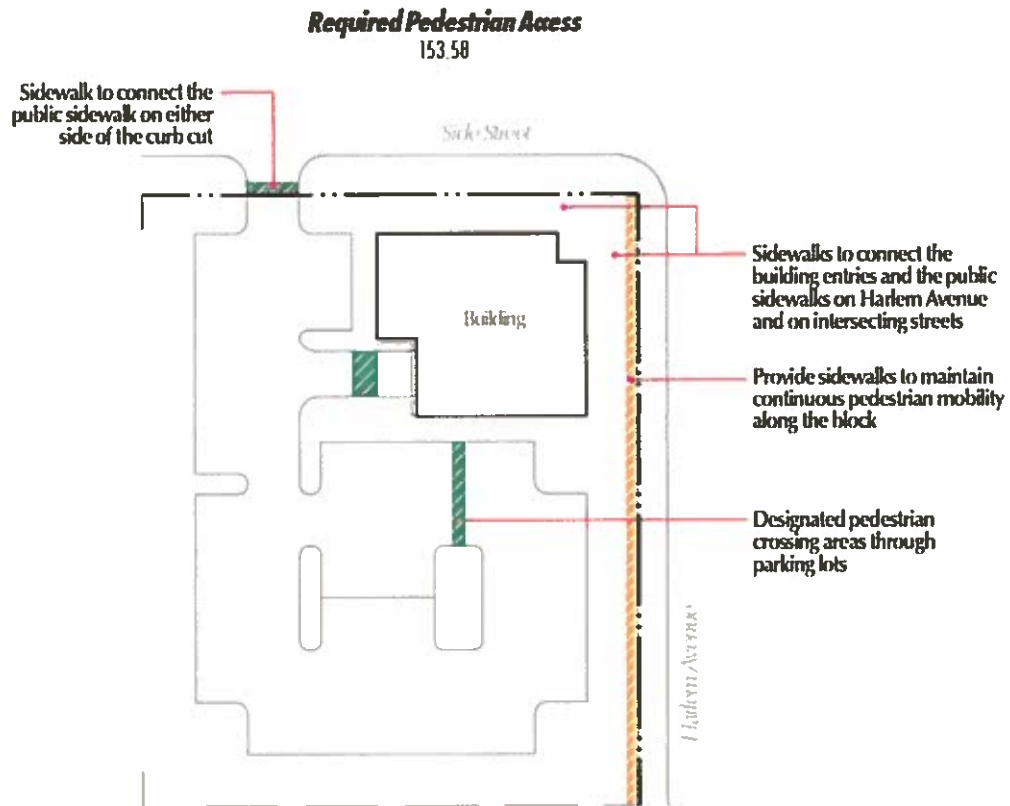 Required Pedestrian Access
153.58
Sidewalk to connect the
public sidewalk on either
side of the curb cut
Side Street
Building
Sidewalks to connect the
building entries and the public
sidewalks on Harlem Avenue
and on intersecting streets
Provide sidewalks to maintain
continuous pedestrian mobility
along the block
Designated pedestrian
crossing areas through
parking lots
Harlem Avenue